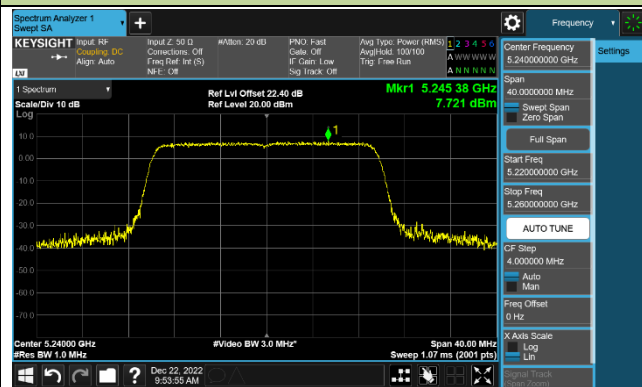 Spectrum Analyzer 1
Swept SA
Frequency
KEYSIGHT
Input: RF
Coupling: DC
Align: Auto
Input Z: 50 Ω
Corrections: Off
Freq Ref: Int (S)
NFE: Off
#Atten: 20 dB
PNO: Fast
Gate: Off
IF Gain: Low
Sig Track: Off
Avg Type: Power (RMS)
Avg|Hold: 100/100
Trig: Free Run
1 2 3 4 5 6
A W W W W W
A N N N N N
LXI
1 Spectrum
Scale/Div 10 dB
Log
Ref Lvl Offset 22.40 dB
Ref Level 20.00 dBm
Mkr1 5.245 38 GHz
7.721 dBm
1
10.0
0.00
-10.0
-20.0
-30.0
-40.0
-50.0
-60.0
-70.0
Center 5.24000 GHz
#Res BW 1.0 MHz
#Video BW 3.0 MHz*
Span 40.00 MHz
Sweep 1.07 ms (2001 pts)
Dec 22, 2022
9:53:55 AM
Center Frequency
5.240000000 GHz
Settings
Span
40.0000000 MHz
Swept Span
Zero Span
Full Span
Start Freq
5.220000000 GHz
Stop Freq
5.260000000 GHz
AUTO TUNE
CF Step
4.000000 MHz
Auto
Man
Freq Offset
0 Hz
X Axis Scale
Log
Lin
Signal Track
(Span Zoom)